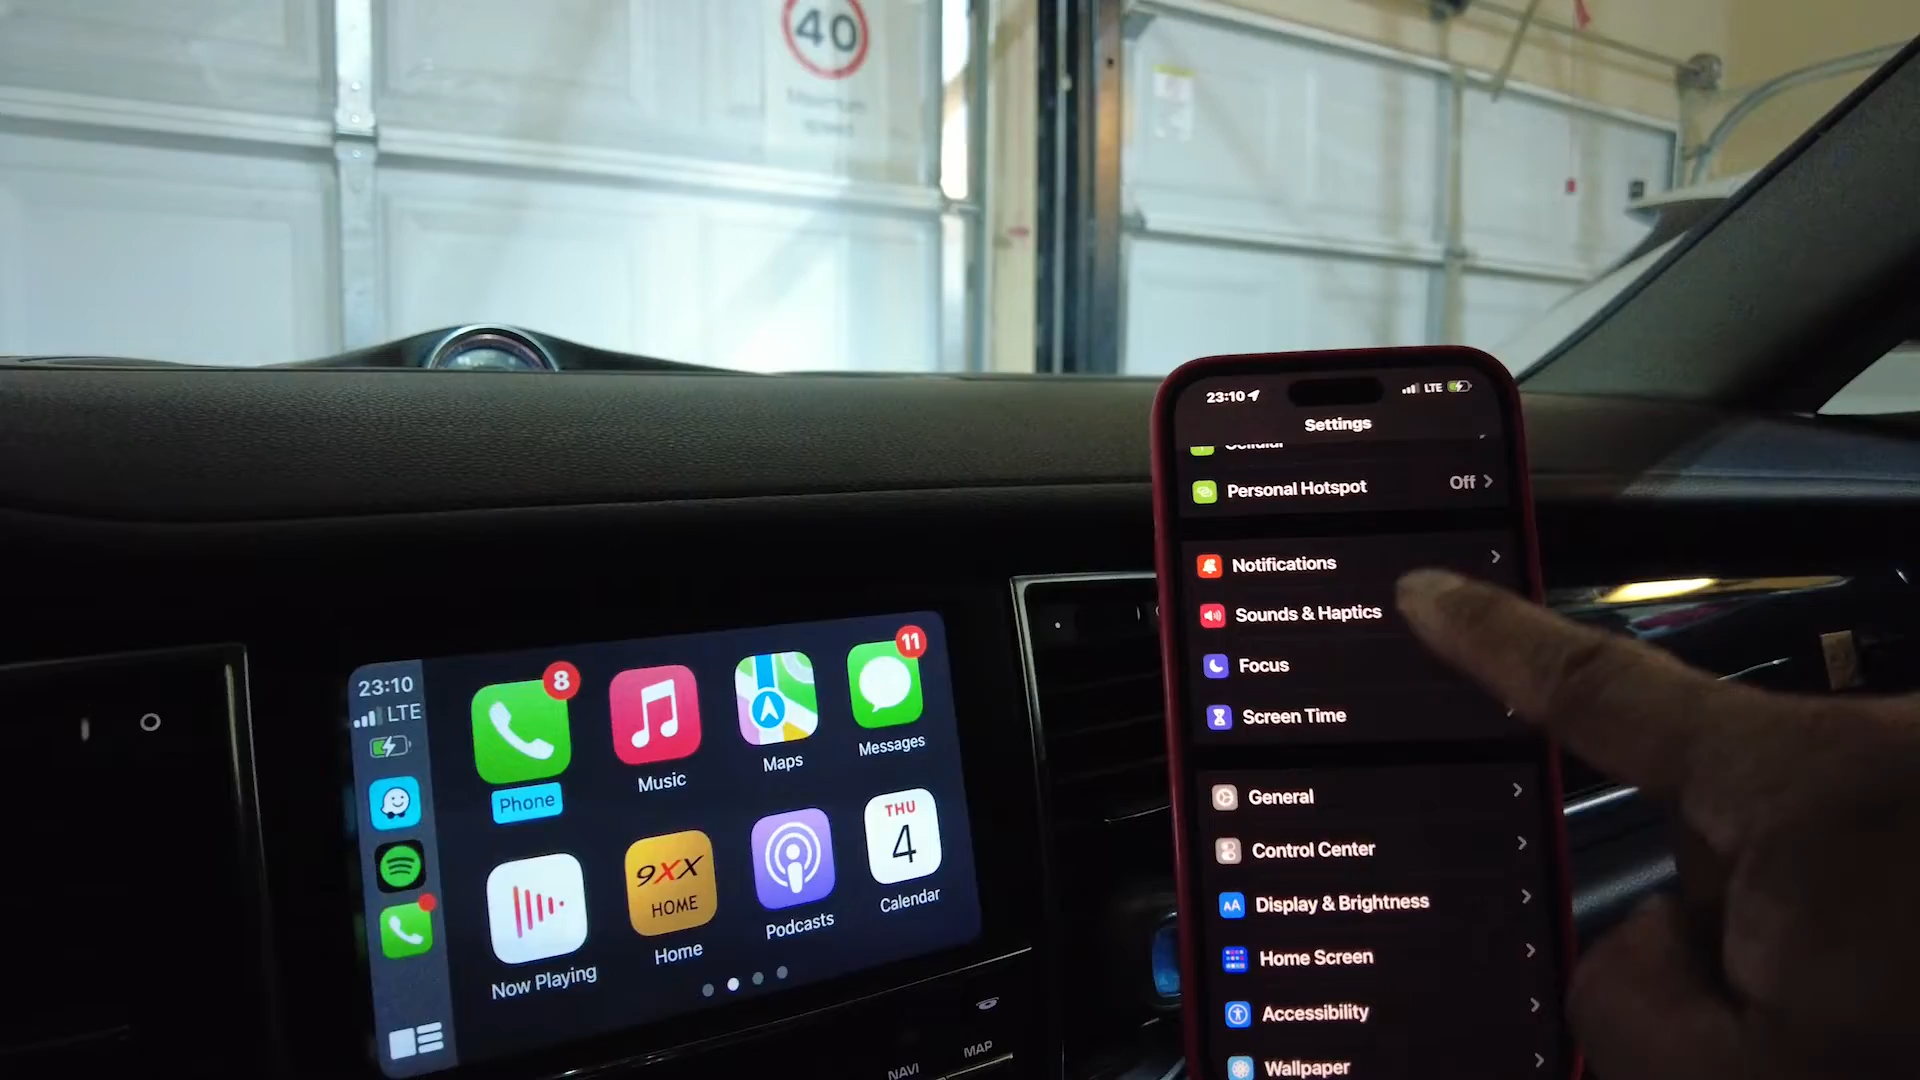 40
23:10
LTE
Settings
Cellular
Personal Hotspot
Off
Notifications
Sounds & Haptics
Focus
Screen Time
General
Control Center
Display & Brightness
Home Screen
Accessibility
Wallpaper
23:10
LTE
8
11
Phone
Music
Maps
Messages
Now Playing
9XX
HOME
Home
Podcasts
THU
4
Calendar
NAVI
MAP